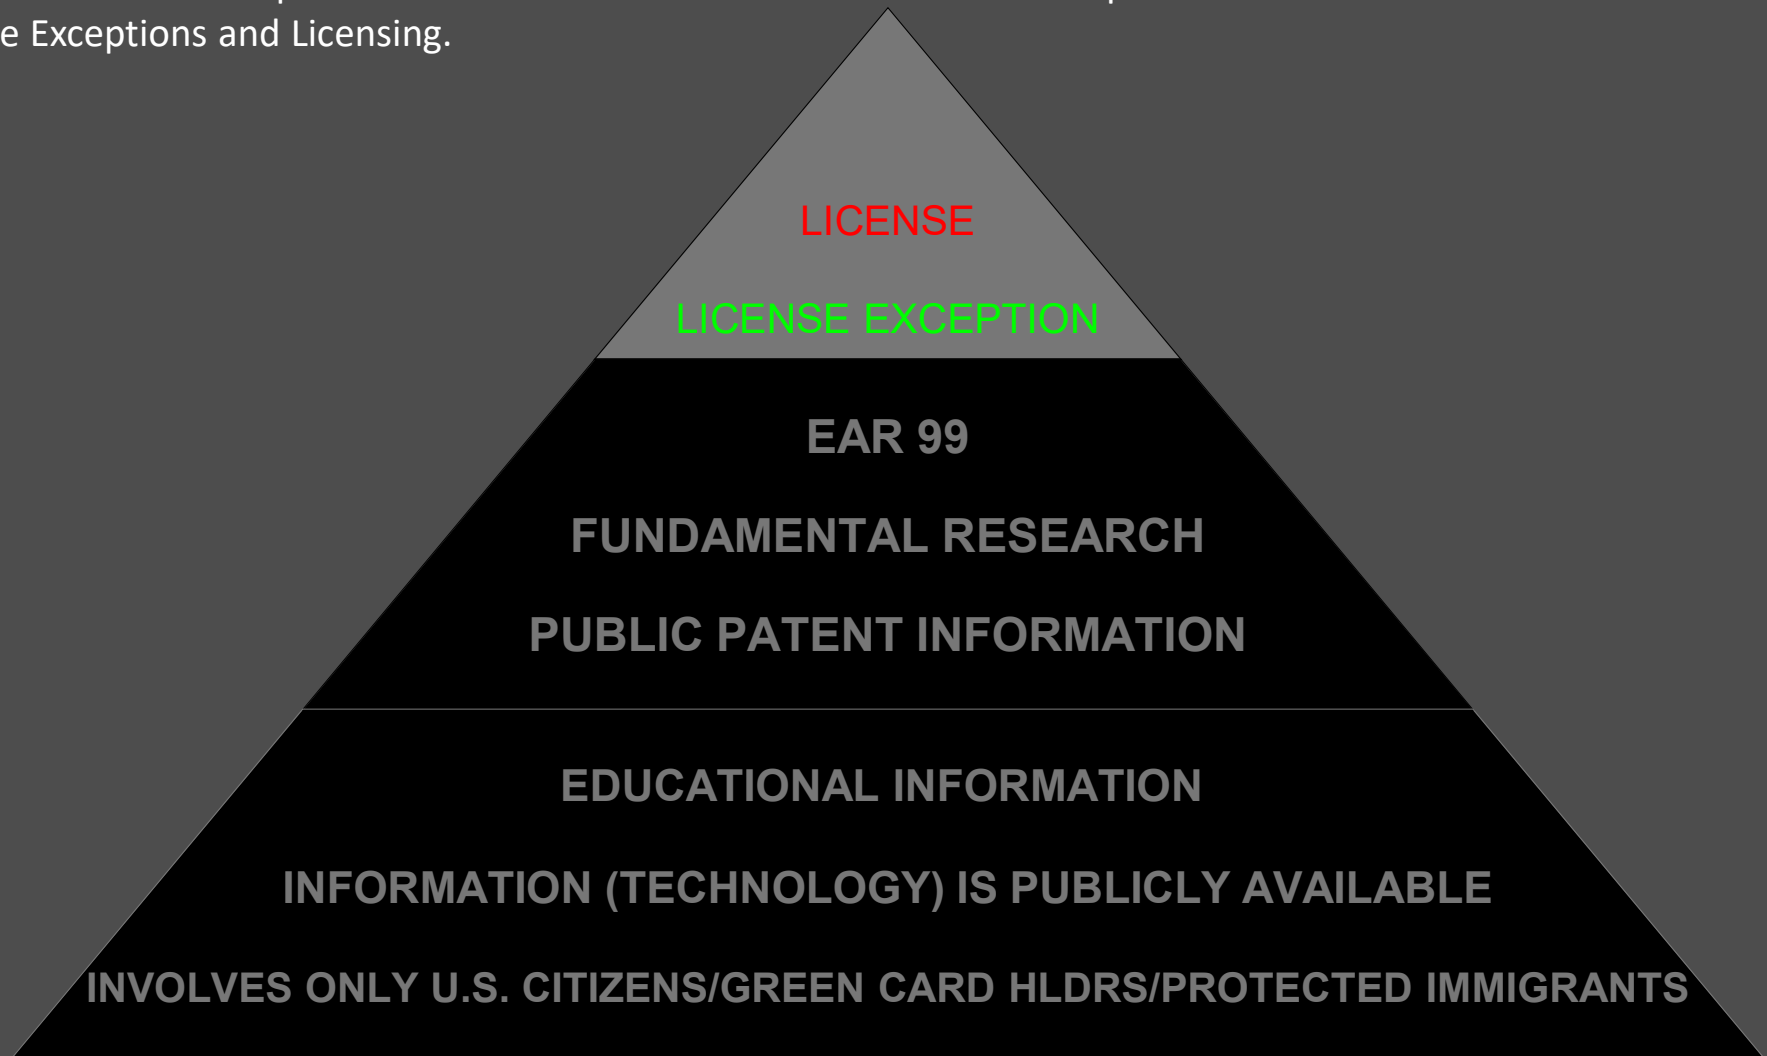 e Exceptions and Licensing.
LICENSE
LICENSE EXCEPTION
EAR 99
FUNDAMENTAL RESEARCH
PUBLIC PATENT INFORMATION
EDUCATIONAL INFORMATION
INFORMATION (TECHNOLOGY) IS PUBLICLY AVAILABLE
INVOLVES ONLY U.S. CITIZENS/GREEN CARD HLDRS/PROTECTED IMMIGRANTS